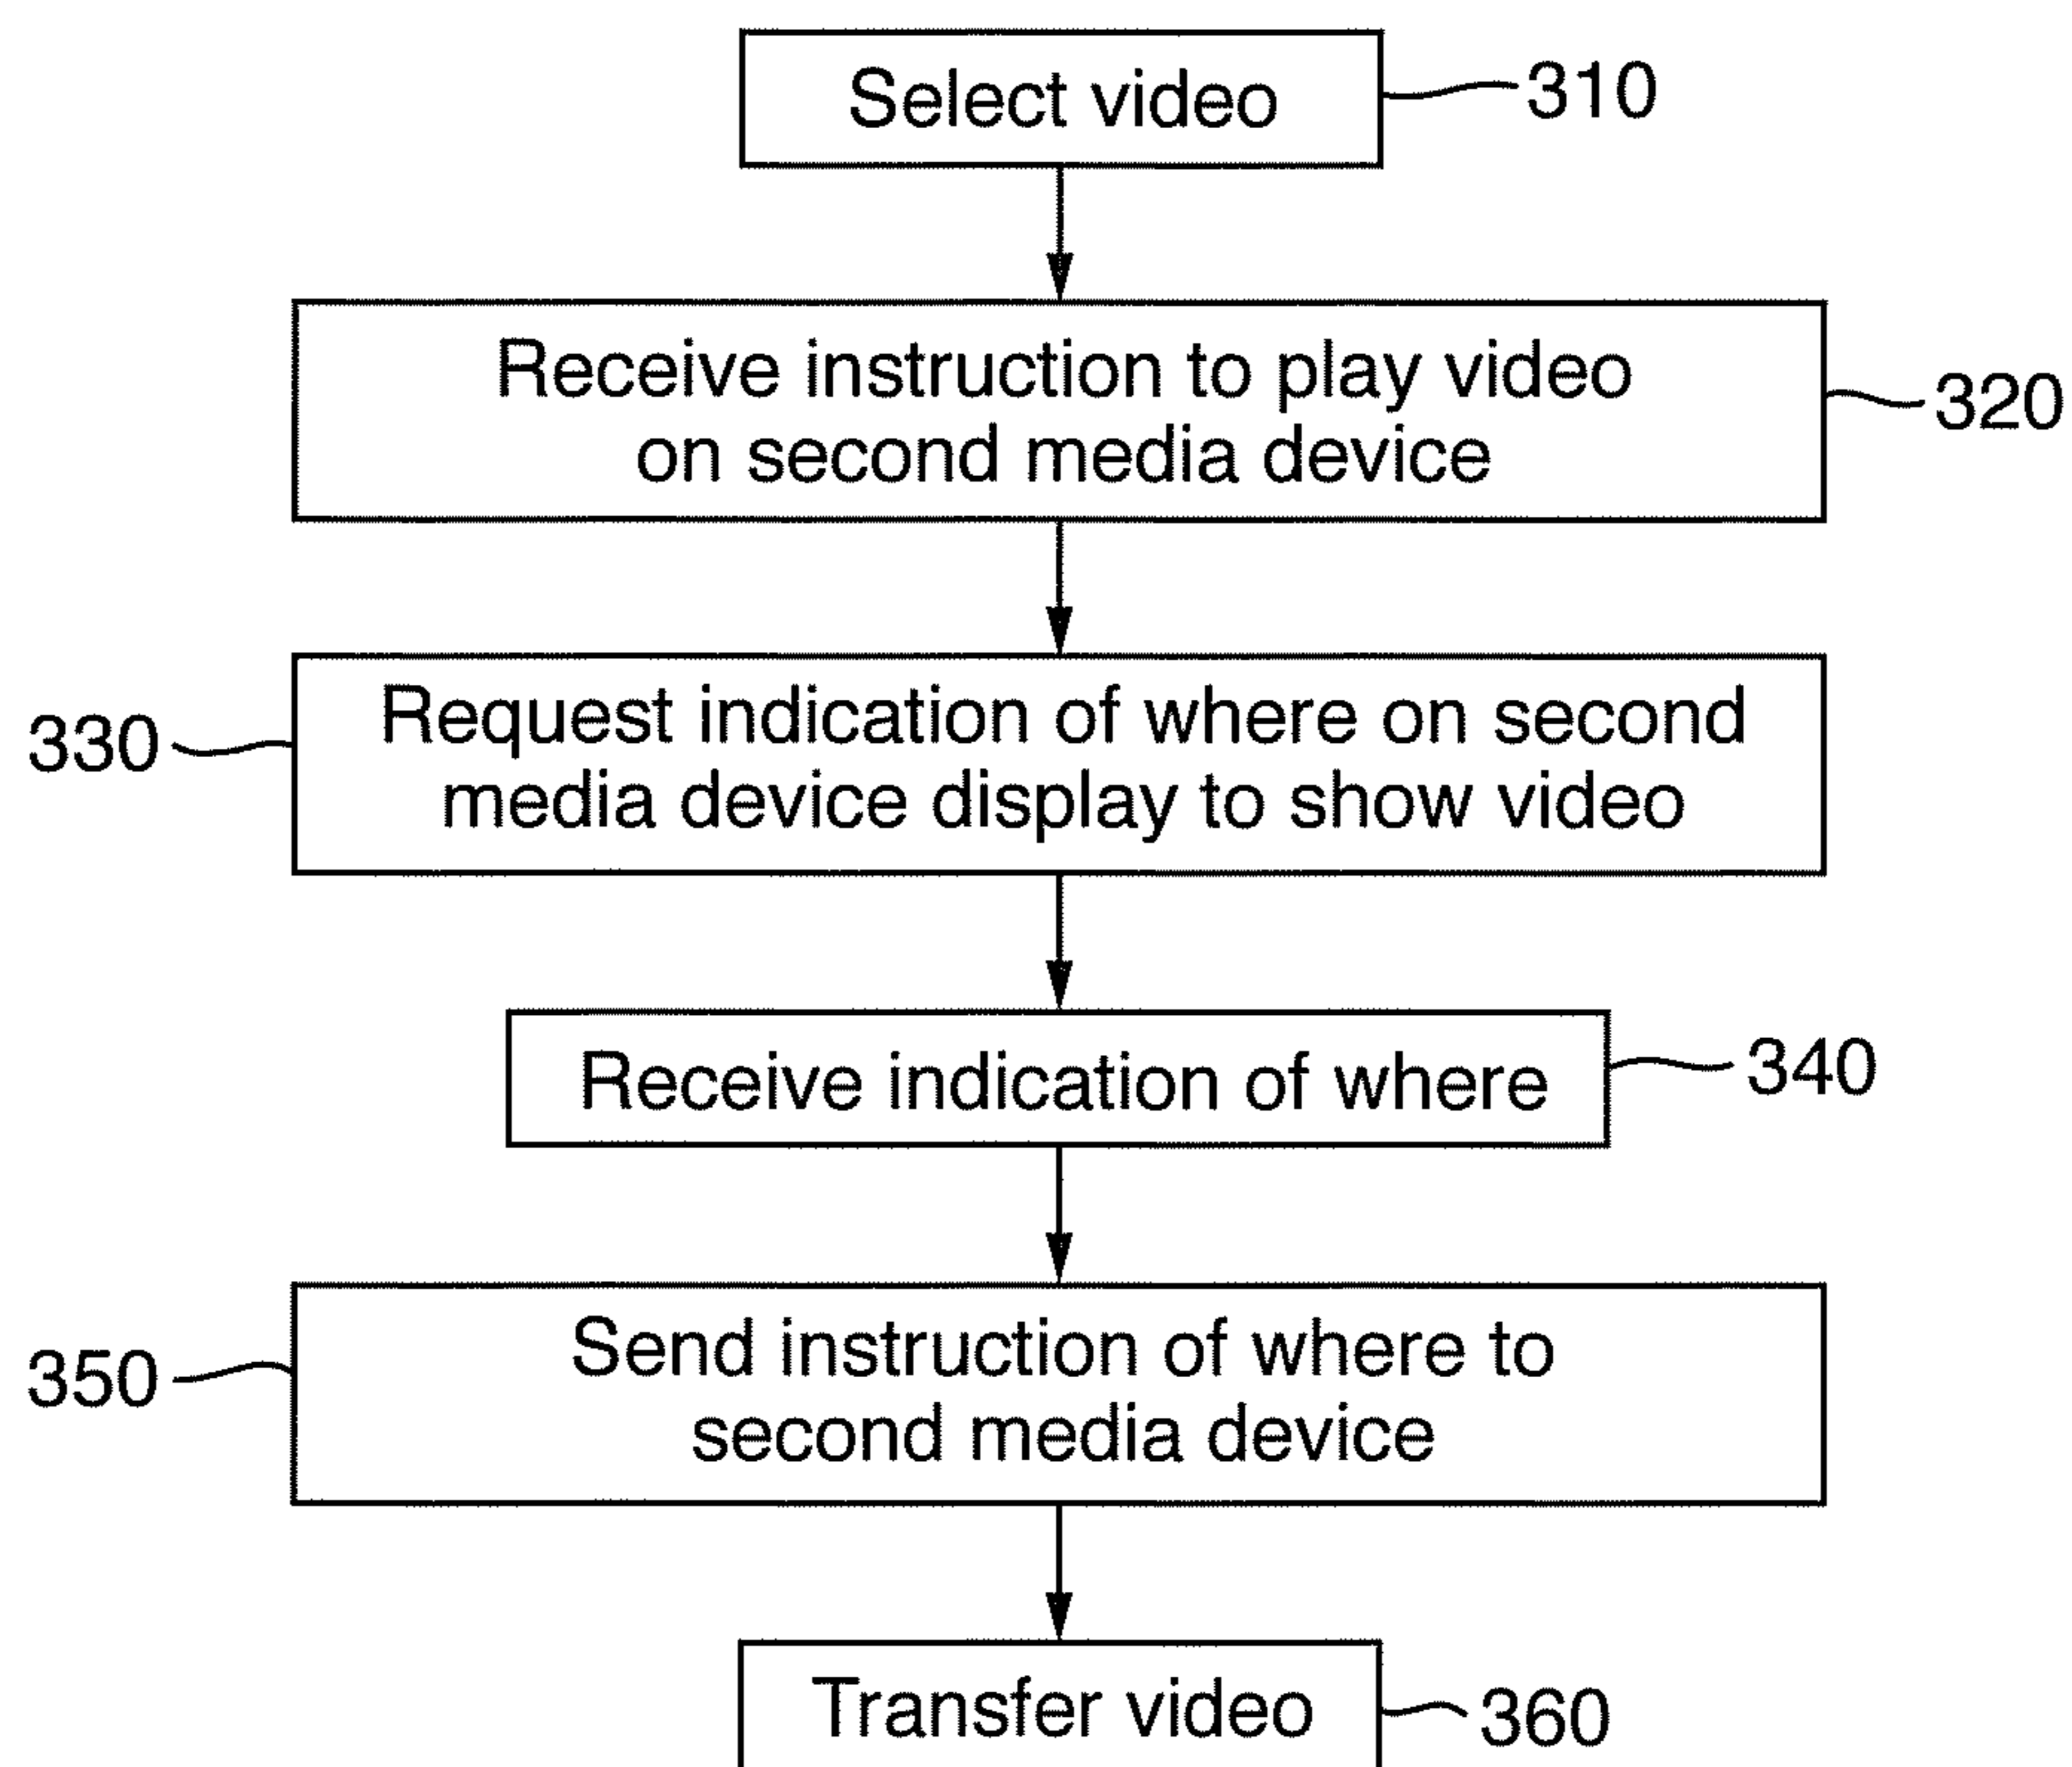 Select video
310
Receive instruction to play video
on second media device
320
Request indication of where on second
media device display to show video
330
Receive indication of where
340
Send instruction of where to
second media device
350
Transfer video
360